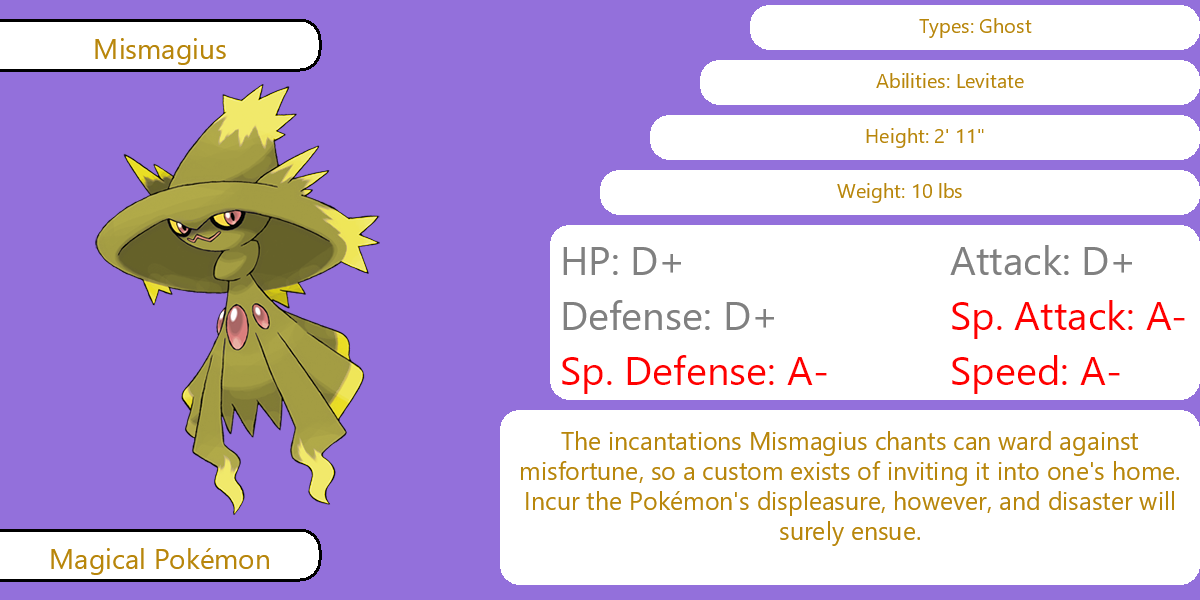 Mismagius
Types: Ghost
Abilities: Levitate
Height: 2' 11"
Weight: 10 lbs
HP: D+
Attack: D+
Defense: D+
Sp. Attack: A-
Sp. Defense: A-
Speed: A-
The incantations Mismagius chants can ward against
misfortune, so a custom exists of inviting it into one's home.
Incur the Pokémon's displeasure, however, and disaster will
surely ensue.
Magical Pokémon